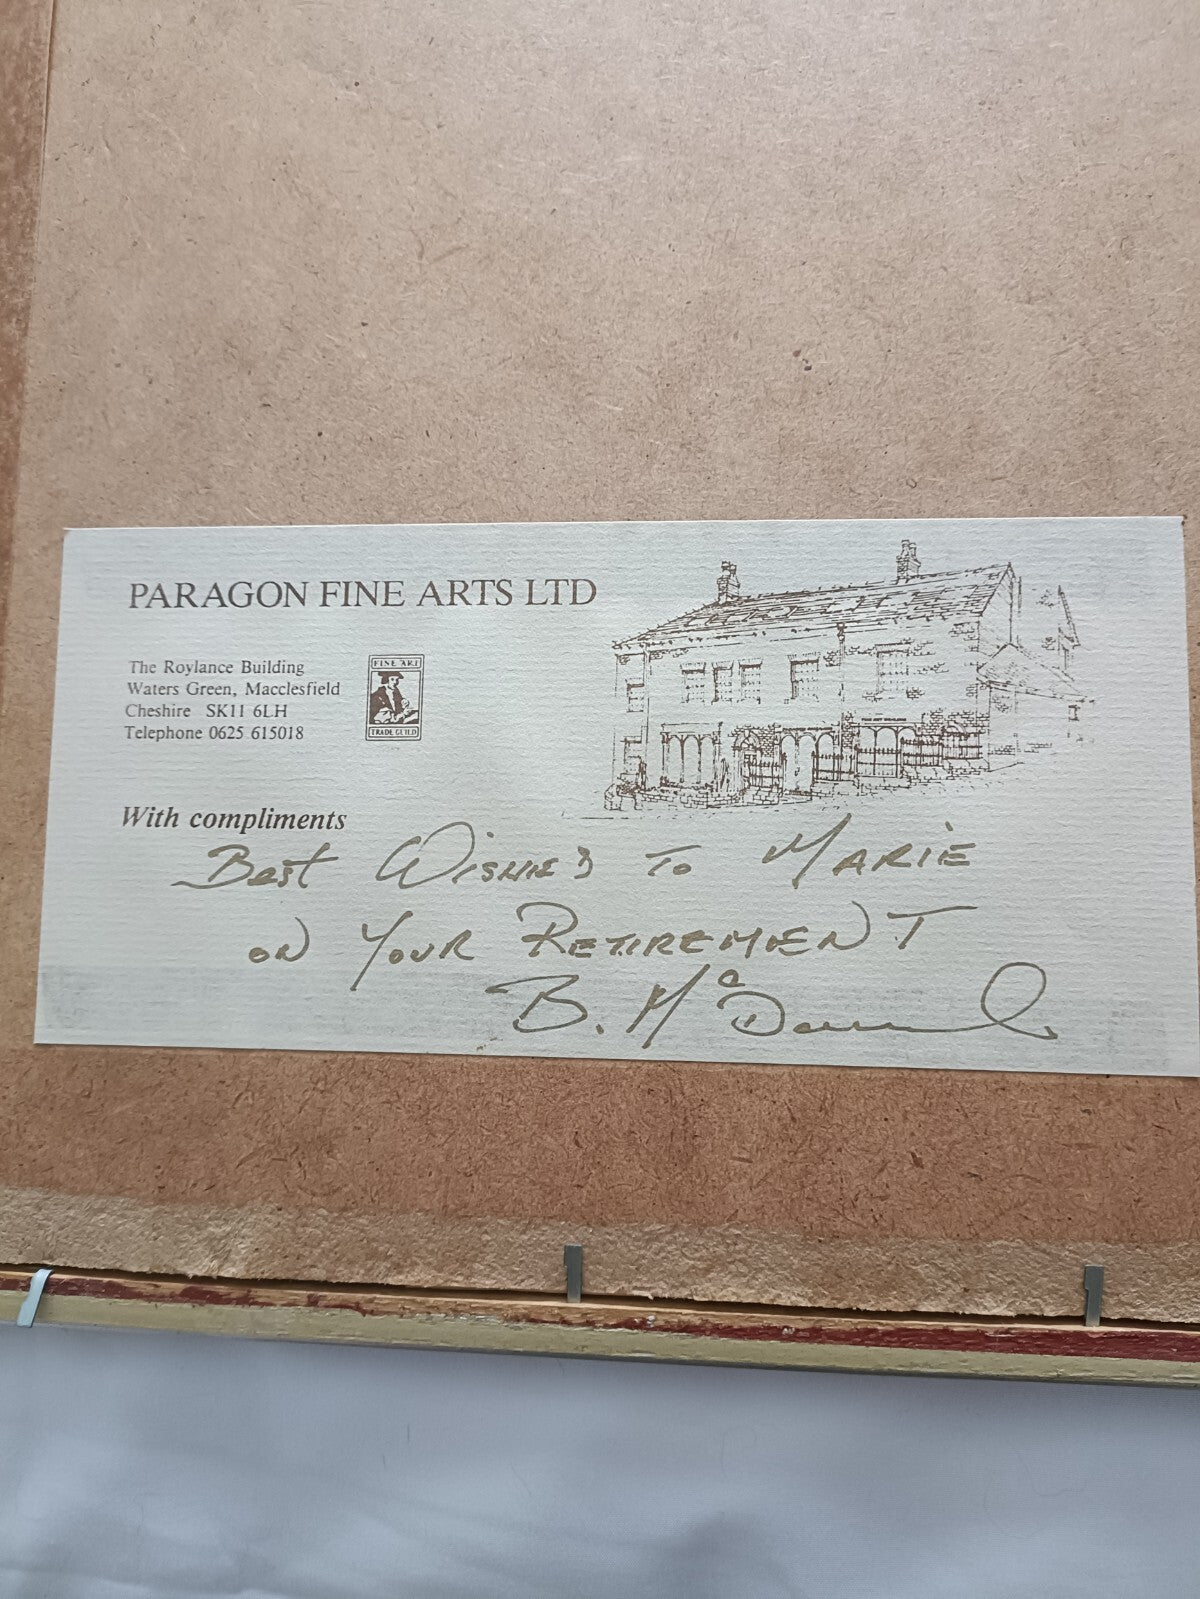 PARAGON FINE ARTS LTD
The Roylance Building
Waters Green, Macclesfield
Cheshire SK11 6LH
Telephone 0625 615018
FINE ART
TRADE GUILD
With compliments
Best WISHES TO MARIE
ON YOUR RETIREMENT
B. Mc